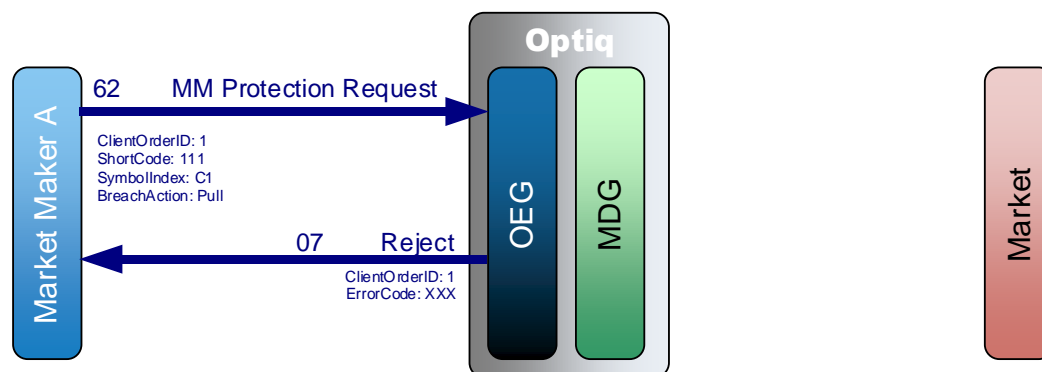 Optiq
62 MM Protection Request
Market Maker A
ClientOrderID: 1
ShortCode: 111
SymbolIndex: C1
BreachAction: Pull
OEG
MDG
Market
07 Reject
ClientOrderID: 1
ErrorCode: XXX